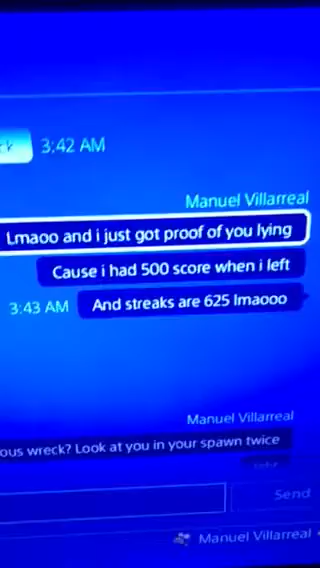 3:42 AM
Manuel Villarreal
Lmaoo and i just got proof of you lying
Cause i had 500 score when i left
3:43 AM And streaks are 625 lmaooo
Manuel Villarreal
ous wreck? Look at you in your spawn twice
Send
Manuel Villarreal